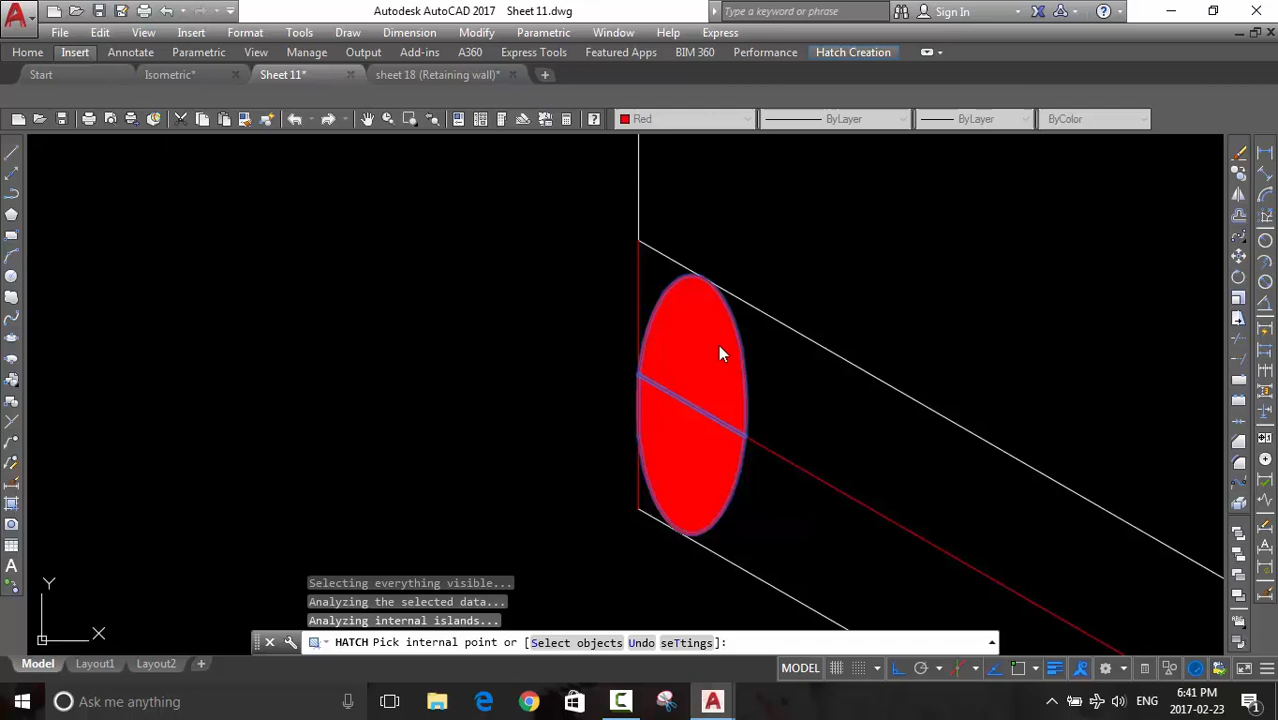 Autodesk AutoCAD 2017 Sheet 11.dwg
Type a keyword or phrase
Sign In
File Edit View Insert Format Tools Draw Dimension Modify Parametric Window Help Express
Home Insert Annotate Parametric View Manage Output Add-ins A360 Express Tools Featured Apps BIM 360 Performance Hatch Creation
Start Isometric* Sheet 11* sheet 18 (Retaining wall)*
Red ByLayer ByLayer ByColor
Selecting everything visible...
Analyzing the selected data...
Analyzing internal islands...
Y
X
HATCH Pick internal point or [Select objects Undo seTtings]:
Model Layout1 Layout2 MODEL
Ask me anything
ENG
6:41 PM
2017-02-23